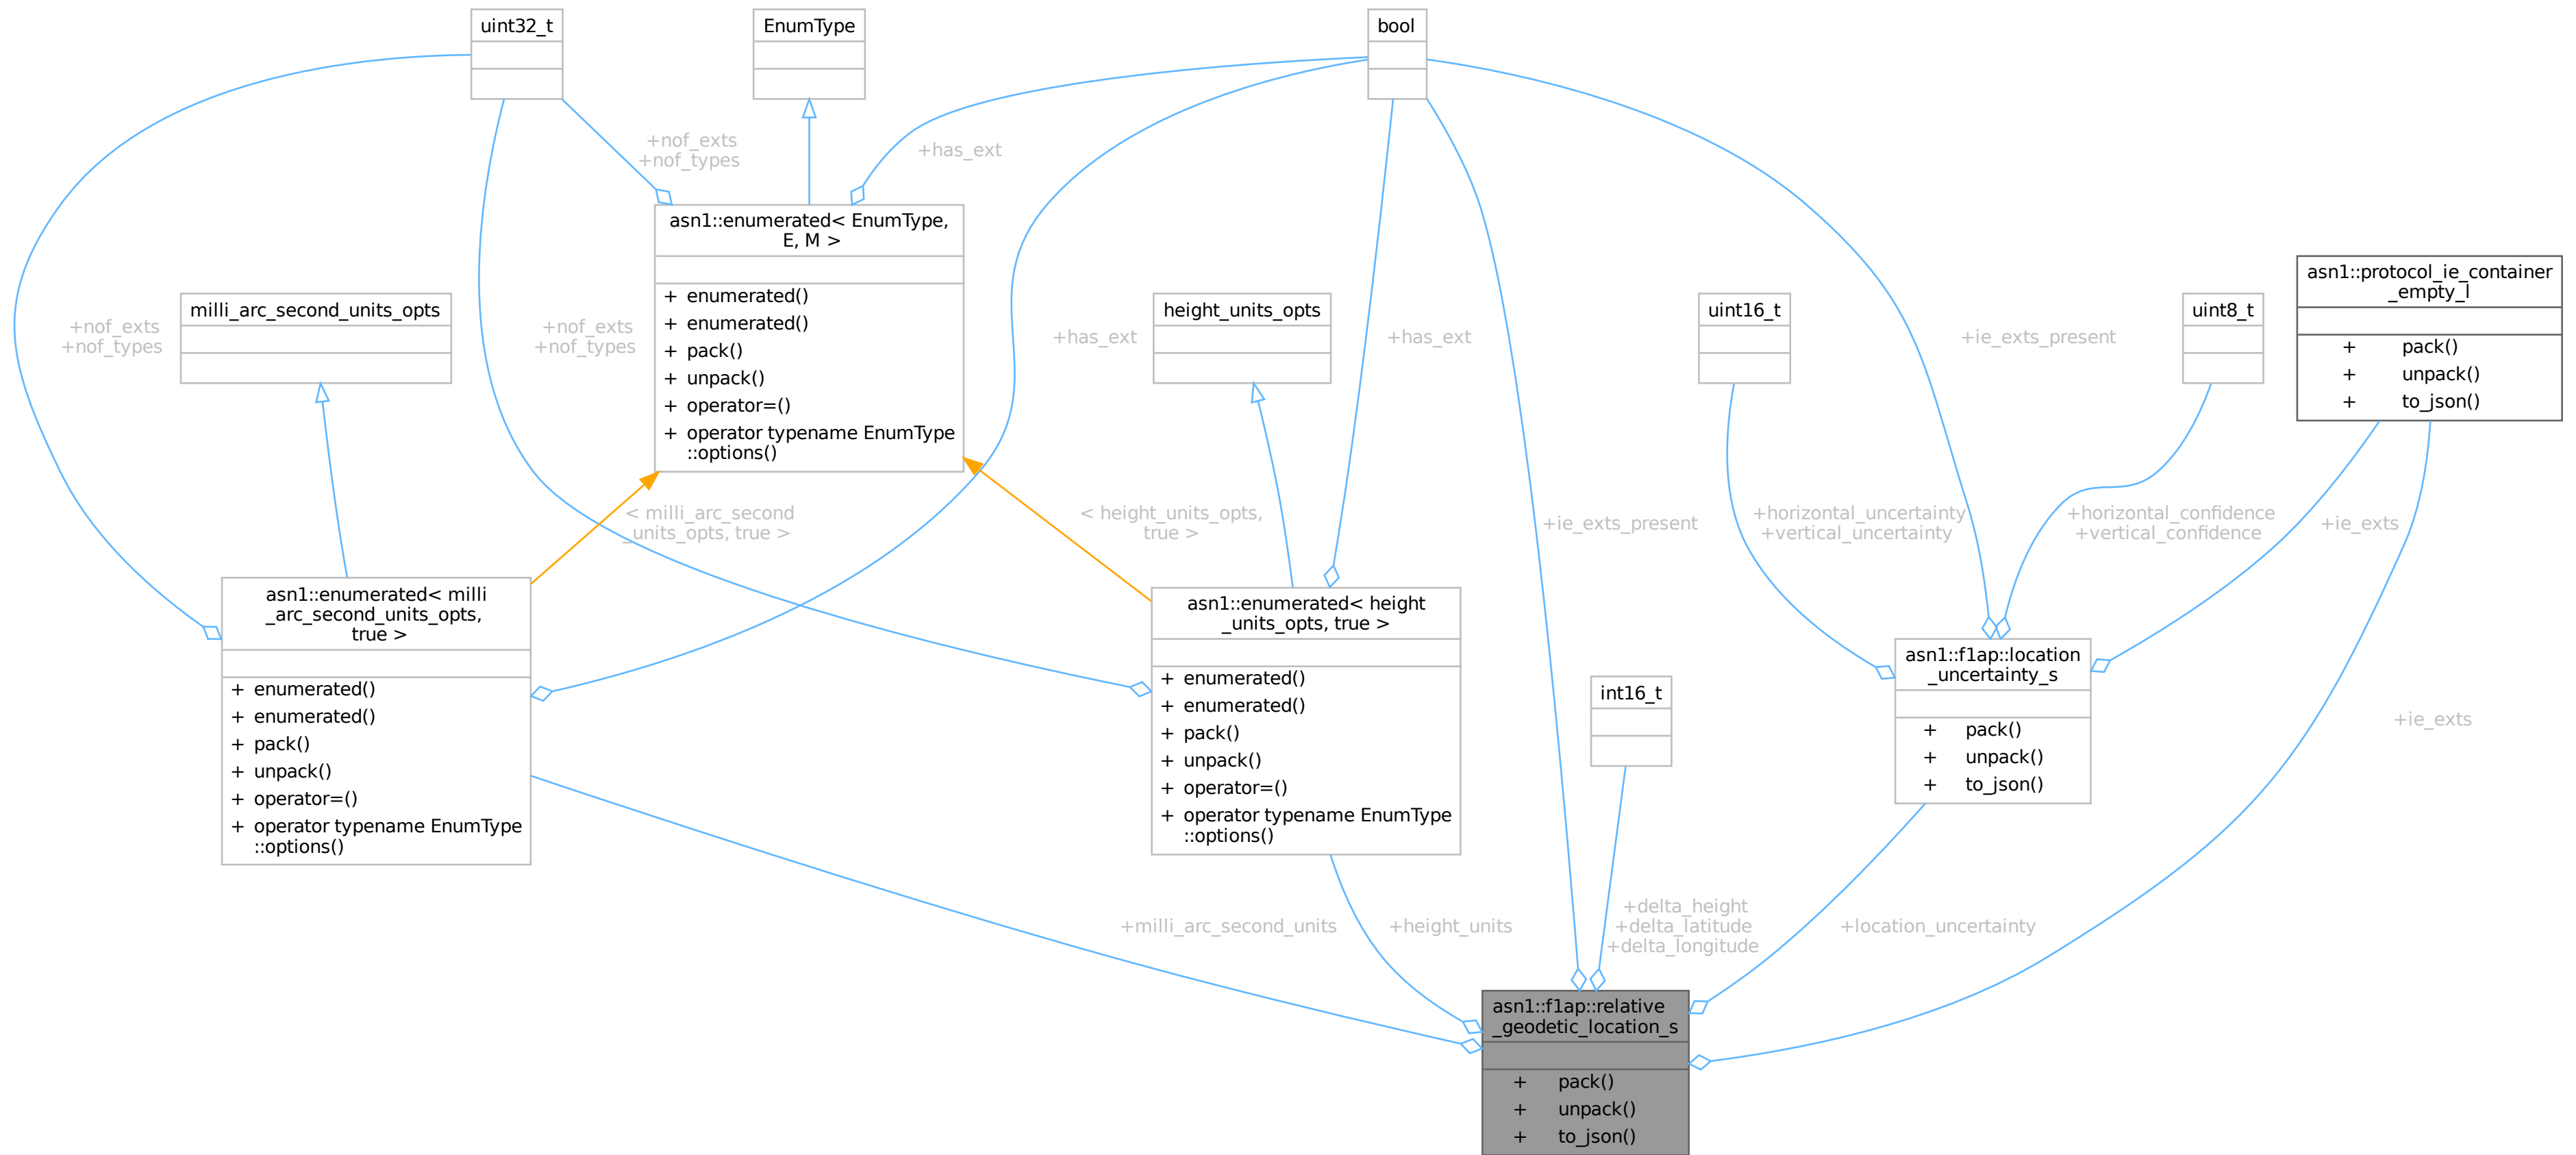 uint32_t
EnumType
bool
+nof_exts
+nof_types
+has_ext
asn1::enumerated< EnumType,
E, M >
+ enumerated()
+ enumerated()
+ pack()
+ unpack()
+ operator=()
+ operator typename EnumType
::options()
asn1::protocol_ie_container
_empty_l
+ pack()
+ unpack()
+ to_json()
milli_arc_second_units_opts
height_units_opts
uint16_t
uint8_t
+nof_exts
+nof_types
+nof_exts
+nof_types
+has_ext
+has_ext
+ie_exts_present
< milli_arc_second
_units_opts, true >
< height_units_opts,
true >
+ie_exts_present
+horizontal_uncertainty
+vertical_uncertainty
+horizontal_confidence
+vertical_confidence
+ie_exts
asn1::enumerated< milli
_arc_second_units_opts,
true >
+ enumerated()
+ enumerated()
+ pack()
+ unpack()
+ operator=()
+ operator typename EnumType
::options()
asn1::enumerated< height
_units_opts, true >
+ enumerated()
+ enumerated()
+ pack()
+ unpack()
+ operator=()
+ operator typename EnumType
::options()
int16_t
asn1::f1ap::location
_uncertainty_s
+ pack()
+ unpack()
+ to_json()
+ie_exts
+milli_arc_second_units
+height_units
+delta_height
+delta_latitude
+delta_longitude
+location_uncertainty
asn1::f1ap::relative
_geodetic_location_s
+ pack()
+ unpack()
+ to_json()